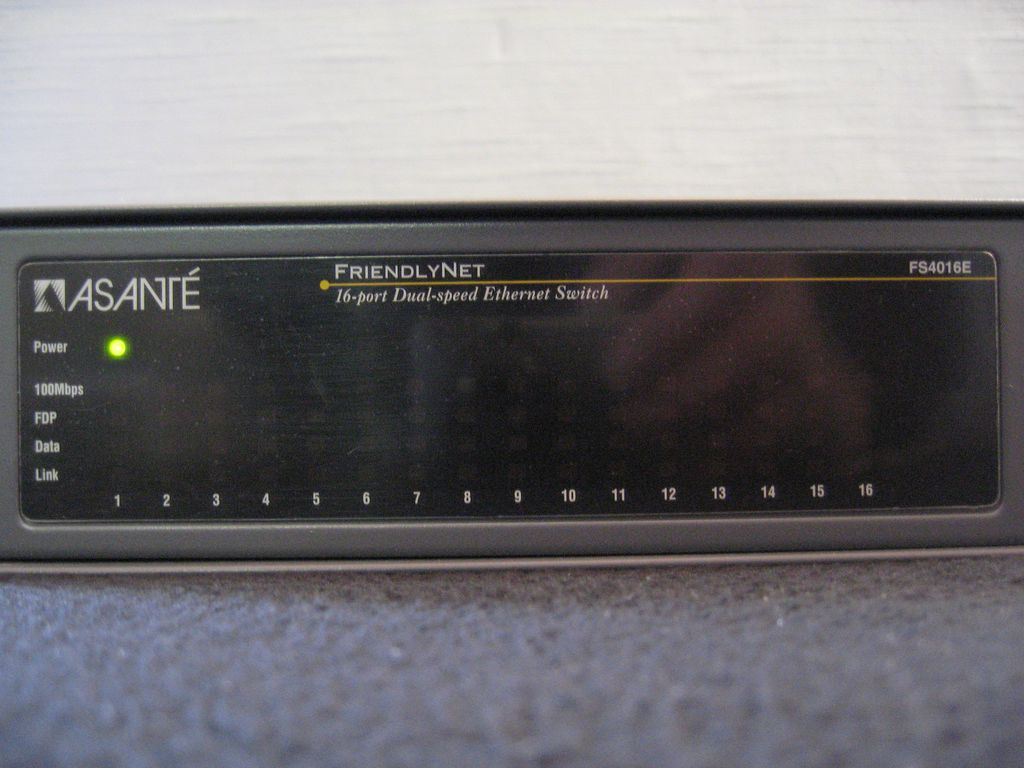 ASANTÉ
FRIENDLYNET
FS4016E
16-port Dual-speed Ethernet Switch
Power
100Mbps
FDP
Data
Link
1 2 3 4 5 6 7 8 9 10 11 12 13 14 15 16